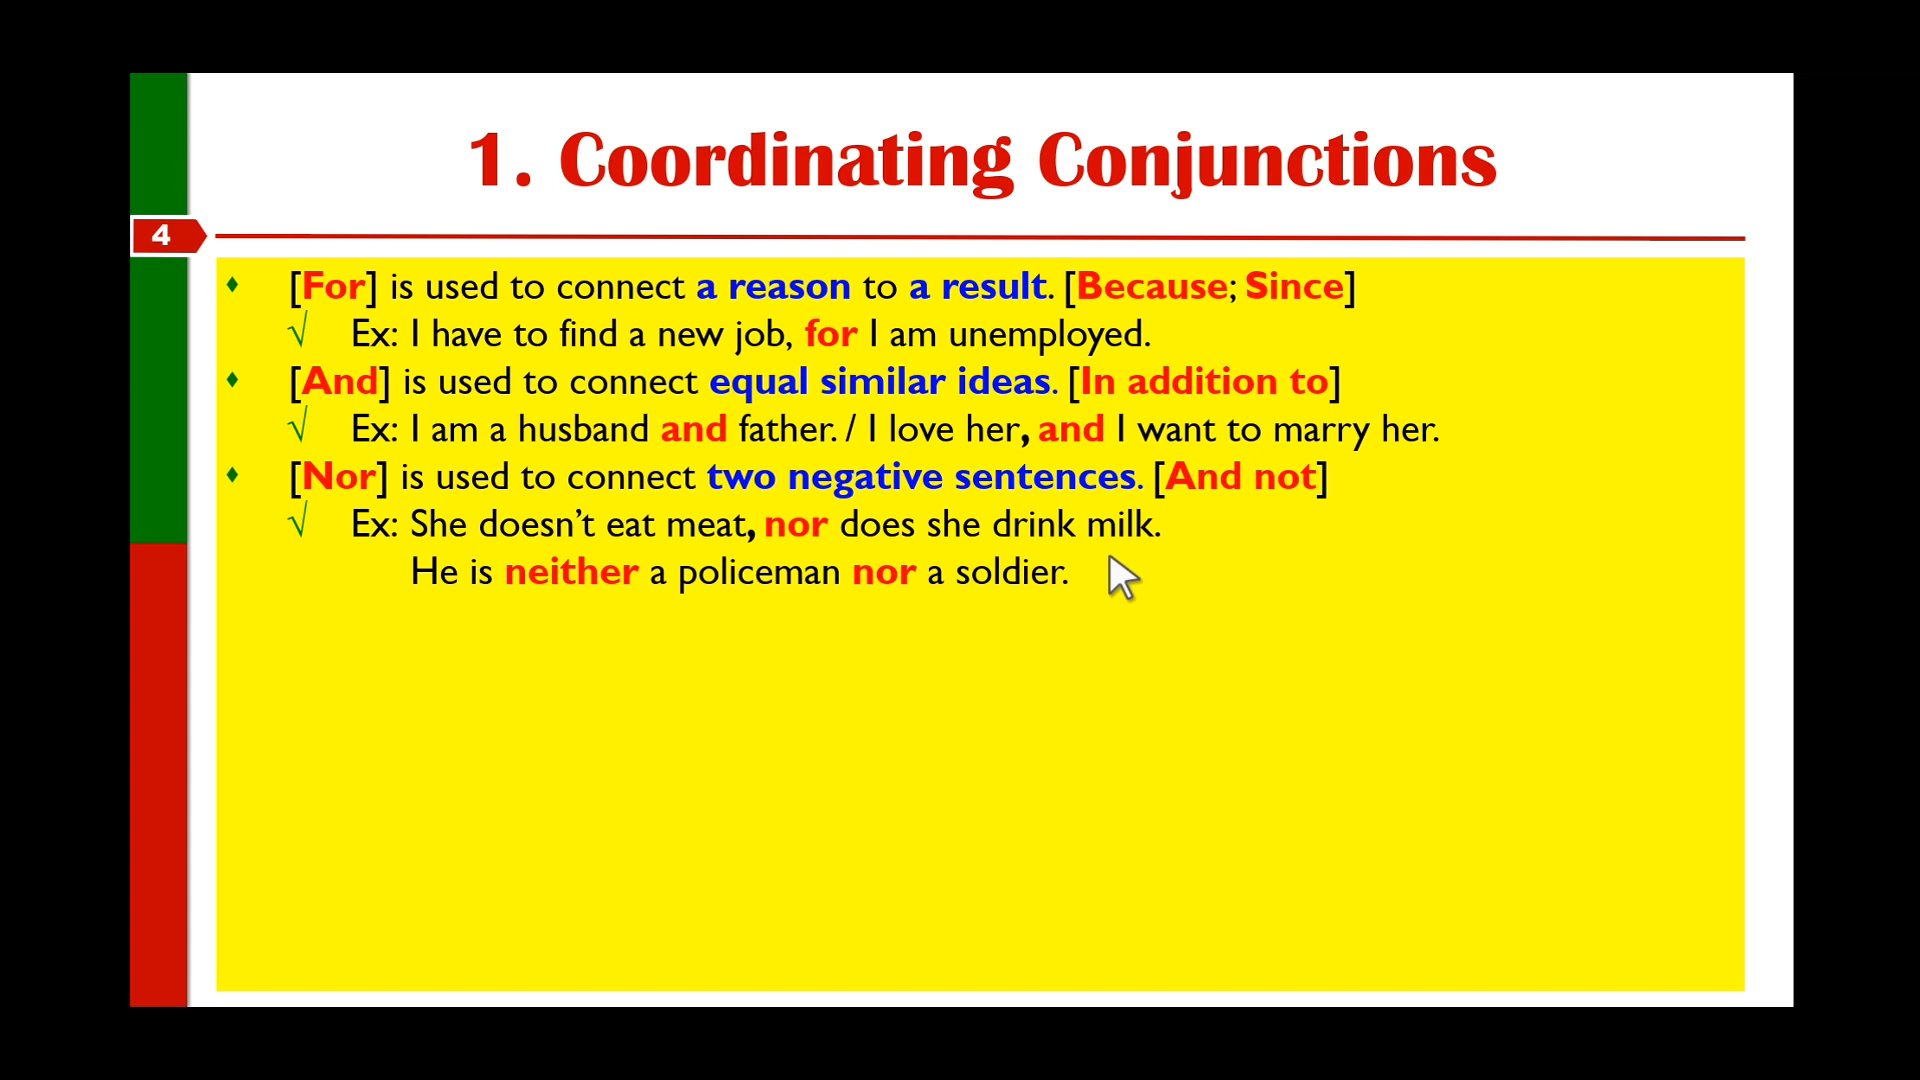 1. Coordinating Conjunctions
4
♦ [For] is used to connect a reason to a result. [Because; Since]
√ Ex: I have to find a new job, for I am unemployed.
♦ [And] is used to connect equal similar ideas. [In addition to]
√ Ex: I am a husband and father. / I love her, and I want to marry her.
♦ [Nor] is used to connect two negative sentences. [And not]
√ Ex: She doesn’t eat meat, nor does she drink milk.
He is neither a policeman nor a soldier.